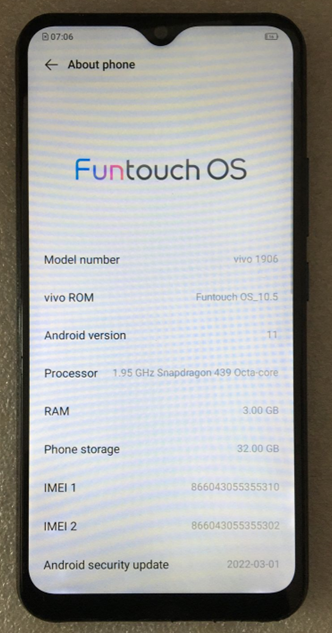 07:06
About phone
Funtouch OS
Model number vivo 1906
vivo ROM Funtouch OS_10.5
Android version 11
Processor 1.95 GHz Snapdragon 439 Octa-core
RAM 3.00 GB
Phone storage 32.00 GB
IMEI 1 866043055355310
IMEI 2 866043055355302
Android security update 2022-03-01